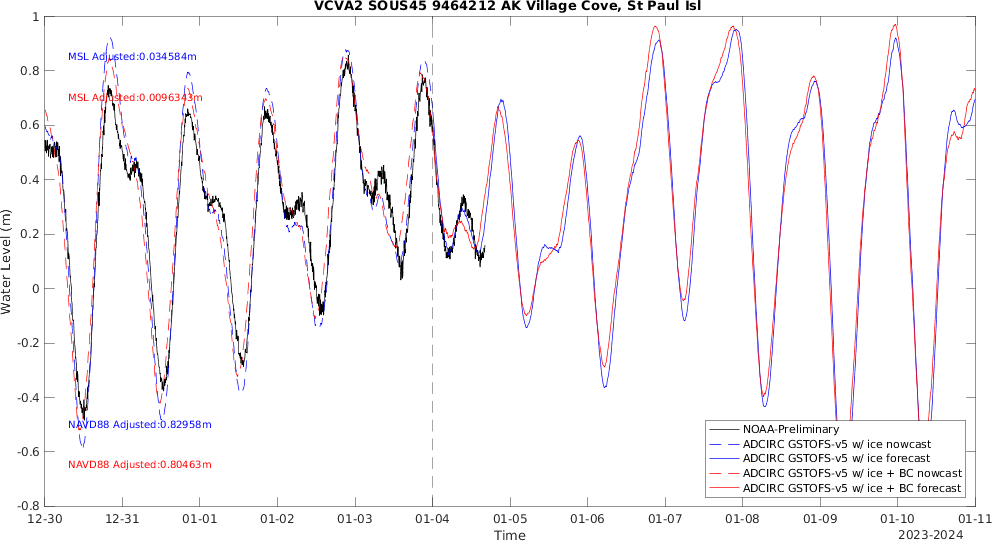 VCVA2 SOUS45 9464212 AK Village Cove, St Paul Isl
1
0.8
0.6
0.4
0.2
0
-0.2
-0.4
-0.6
-0.8
Water Level (m)
MSL Adjusted:0.034584m
MSL Adjusted:0.0096343m
NAVD88 Adjusted:0.82958m
NAVD88 Adjusted:0.80463m
NOAA-Preliminary
ADCIRC GSTOFS-v5 w/ ice nowcast
ADCIRC GSTOFS-v5 w/ ice forecast
ADCIRC GSTOFS-v5 w/ ice + BC nowcast
ADCIRC GSTOFS-v5 w/ ice + BC forecast
12-30 12-31 01-01 01-02 01-03 01-04 01-05 01-06 01-07 01-08 01-09 01-10 01-11
Time
2023-2024